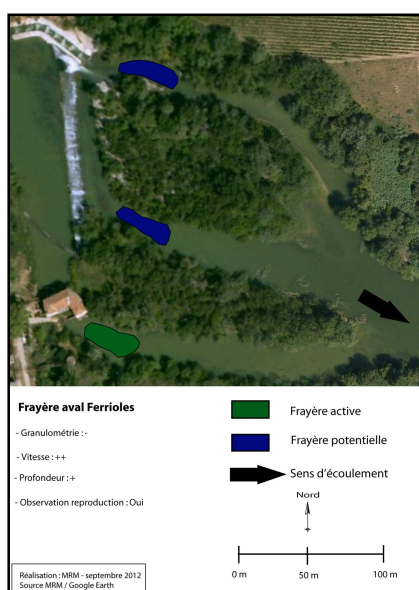 Frayère aval Ferrioles
- Granulométrie : -
- Vitesse : ++
- Profondeur : +
- Observation reproduction : Oui
Frayère active
Frayère potentielle
Sens d'écoulement
Nord
0 m 50 m 100 m
Réalisation : MRM - septembre 2012
Source MRM / Google Earth